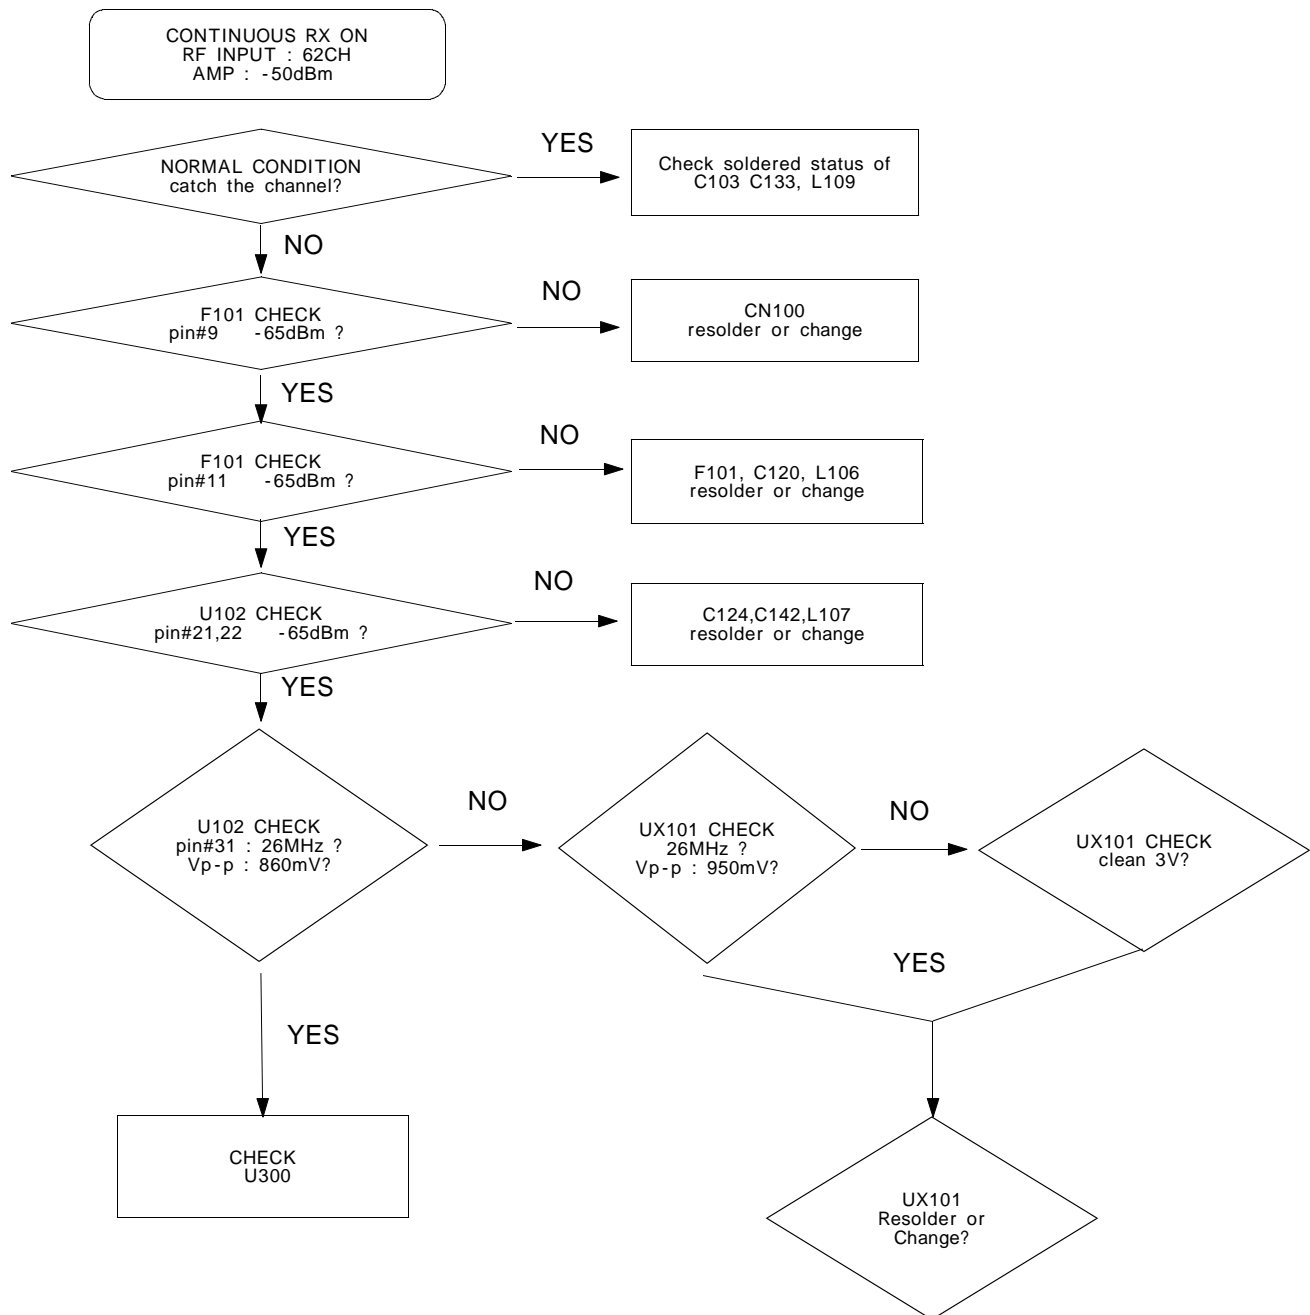 CONTINUOUS RX ON
RF INPUT : 62CH
AMP : -50dBm
NORMAL CONDITION
catch the channel?
YES
Check soldered status of
C103 C133, L109
NO
F101 CHECK
pin#9 -65dBm ?
NO
CN100
resolder or change
YES
F101 CHECK
pin#11 -65dBm ?
NO
F101, C120, L106
resolder or change
YES
U102 CHECK
pin#21,22 -65dBm ?
NO
C124,C142,L107
resolder or change
YES
U102 CHECK
pin#31 : 26MHz ?
Vp-p : 860mV?
NO
UX101 CHECK
26MHz ?
Vp-p : 950mV?
NO
UX101 CHECK
clean 3V?
YES
YES
CHECK
U300
UX101
Resolder or
Change?